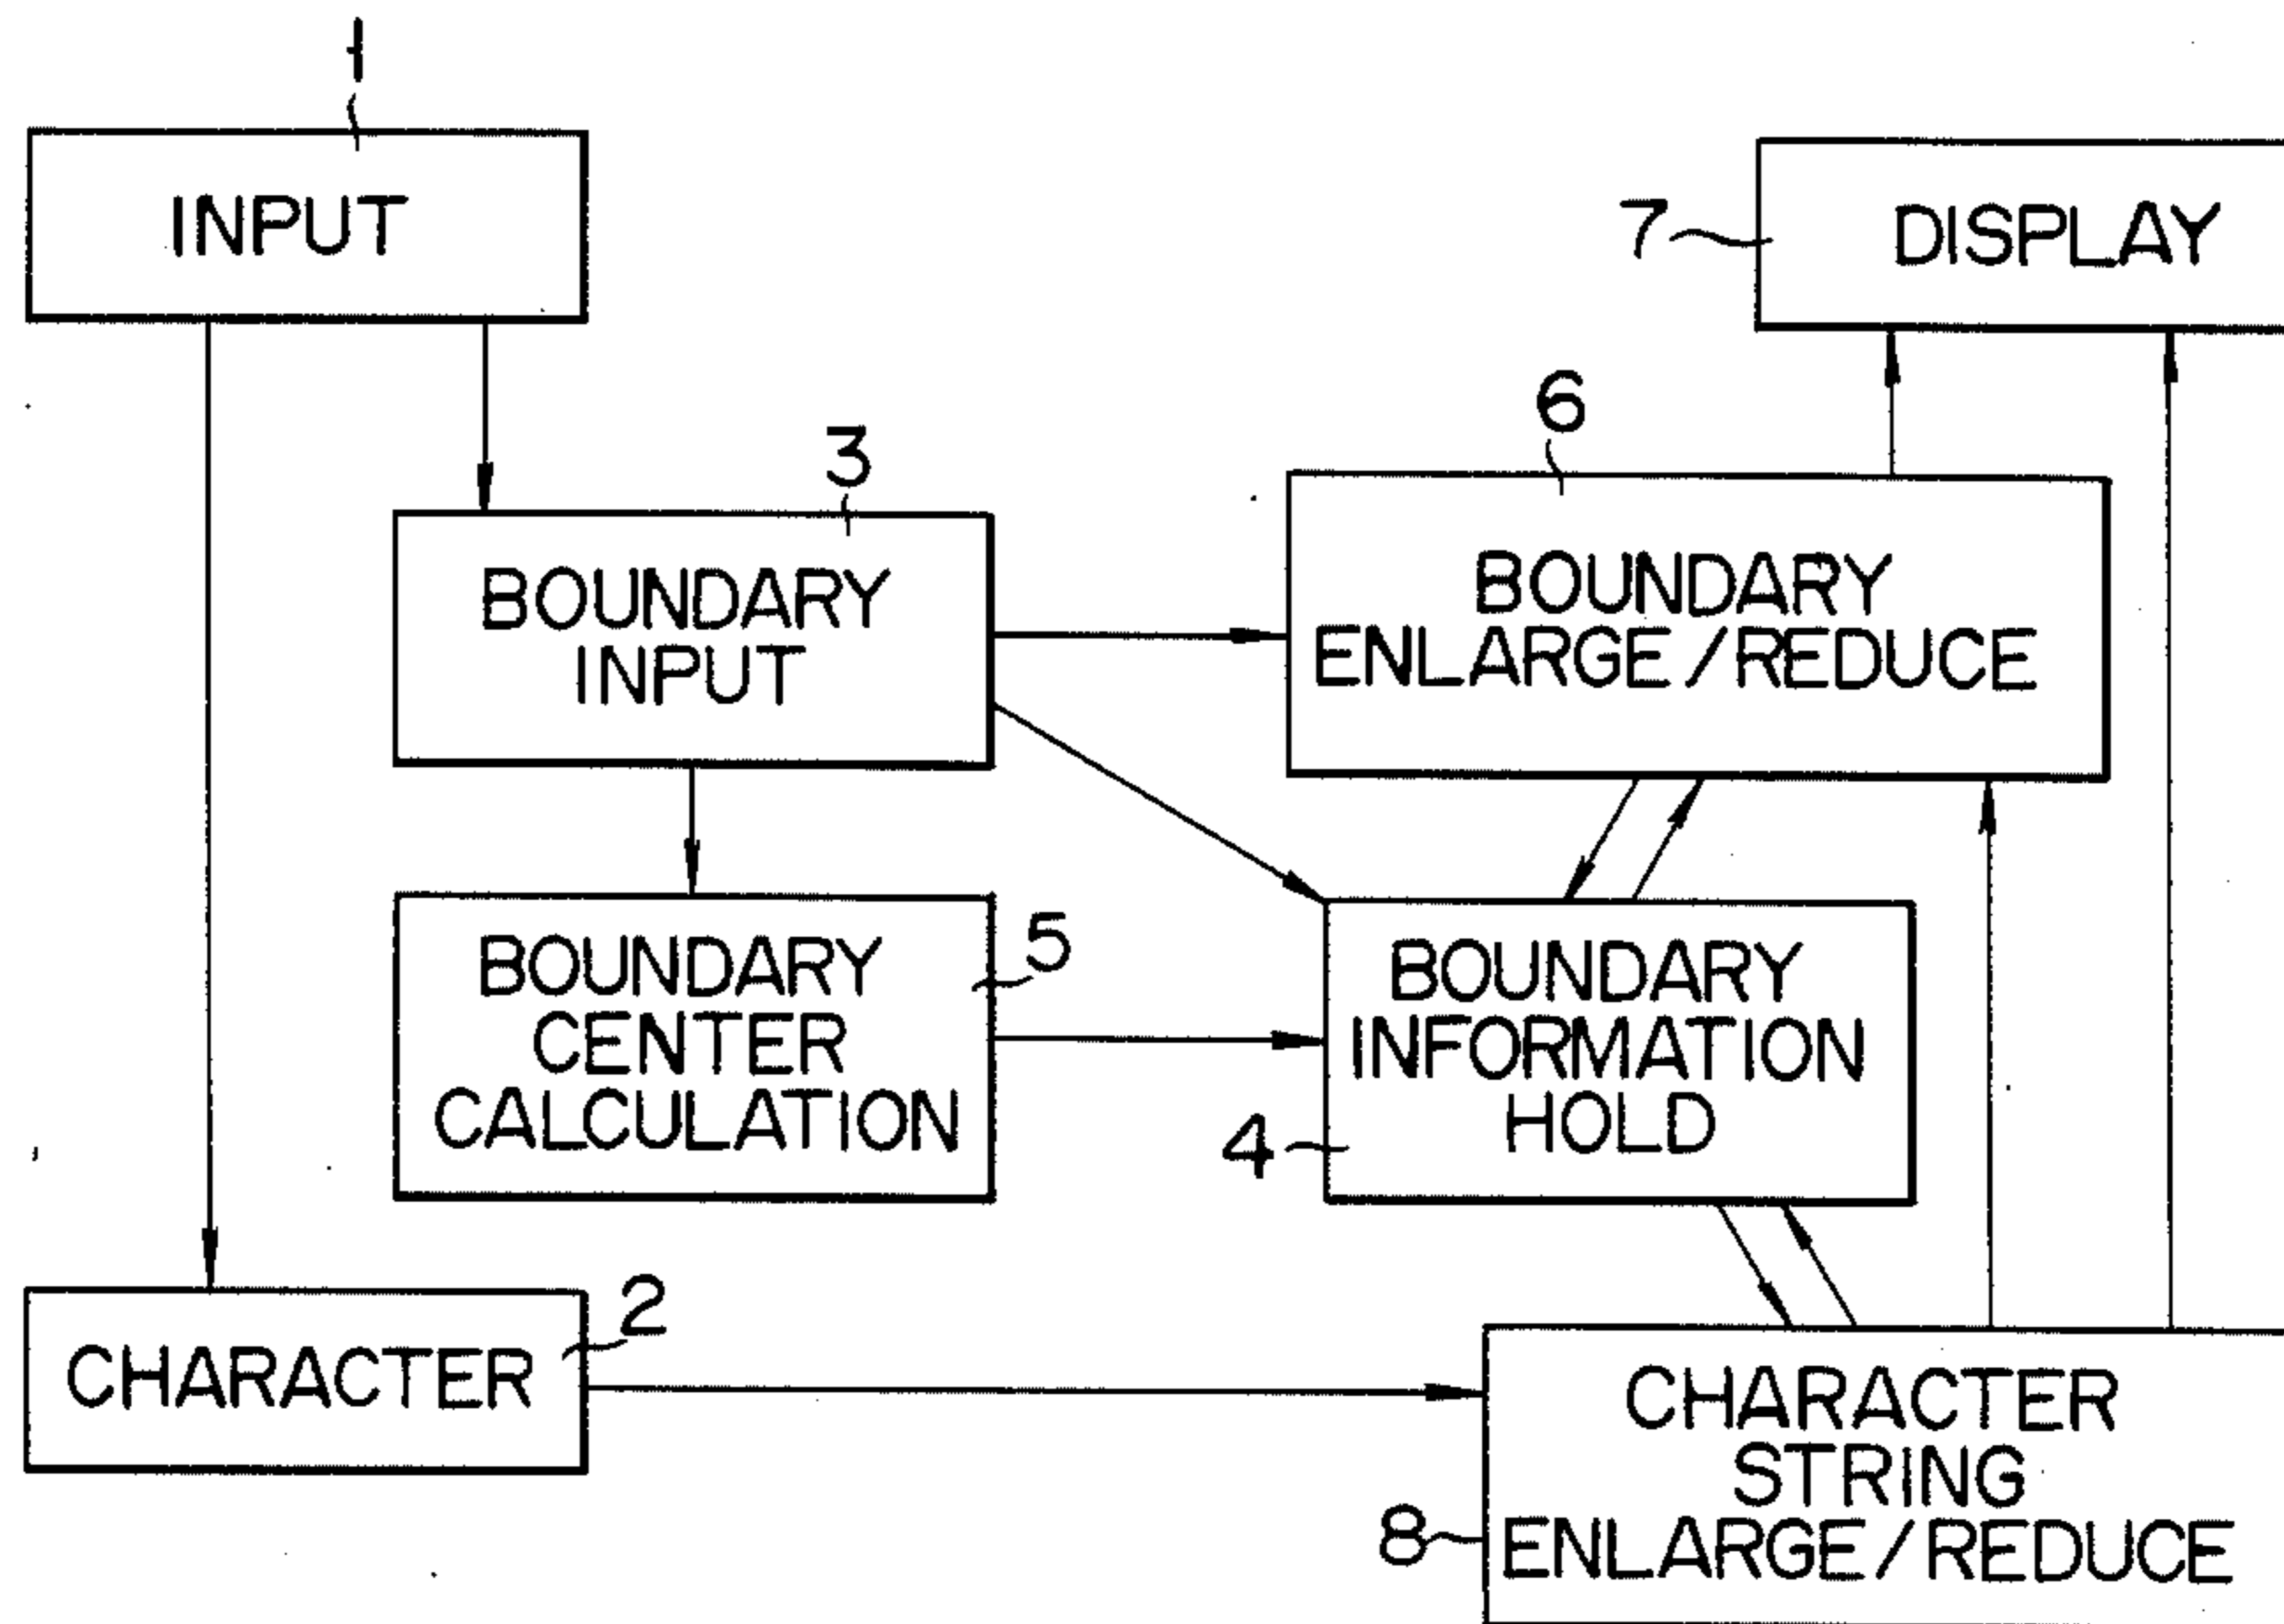 1
INPUT
7
DISPLAY
3
BOUNDARY
INPUT
6
BOUNDARY
ENLARGE/REDUCE
BOUNDARY
CENTER
CALCULATION
5
BOUNDARY
INFORMATION
HOLD
4
CHARACTER
2
CHARACTER
STRING
ENLARGE/REDUCE
8